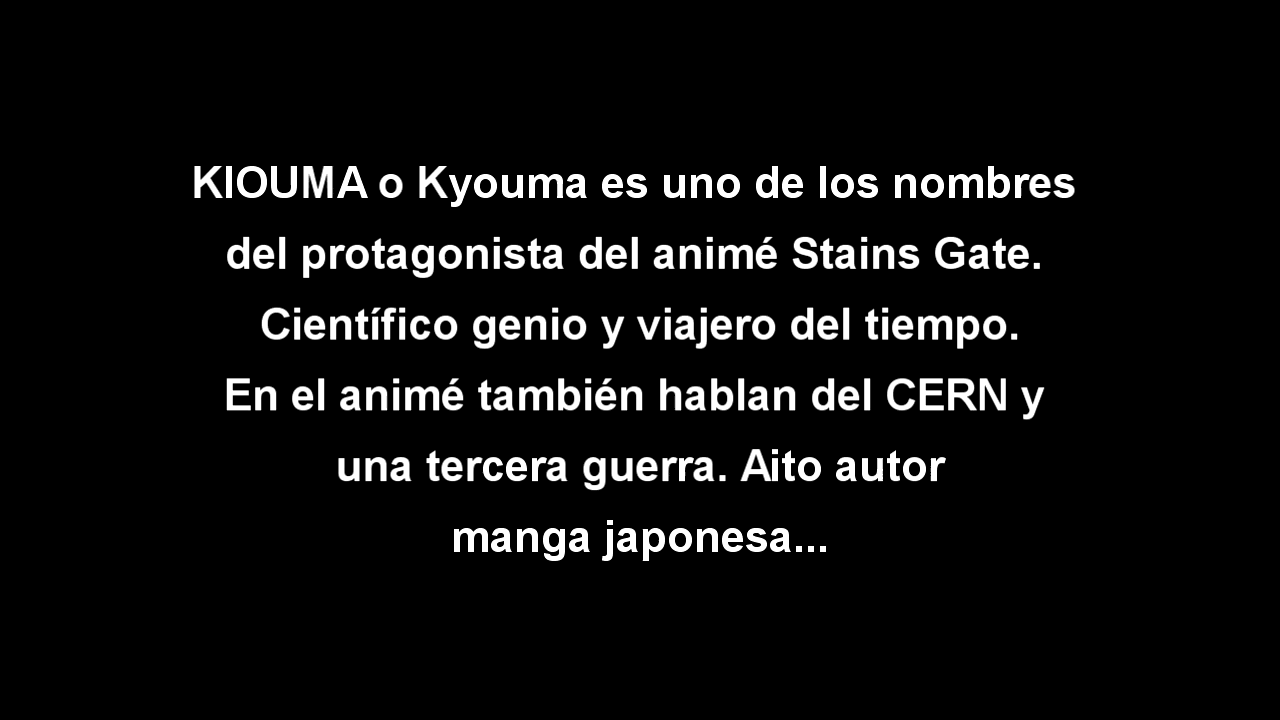 KIOUMA o Kyouma es uno de los nombres
del protagonista del animé Stains Gate.
Científico genio y viajero del tiempo.
En el animé también hablan del CERN y
una tercera guerra. Aito autor
manga japonesa...